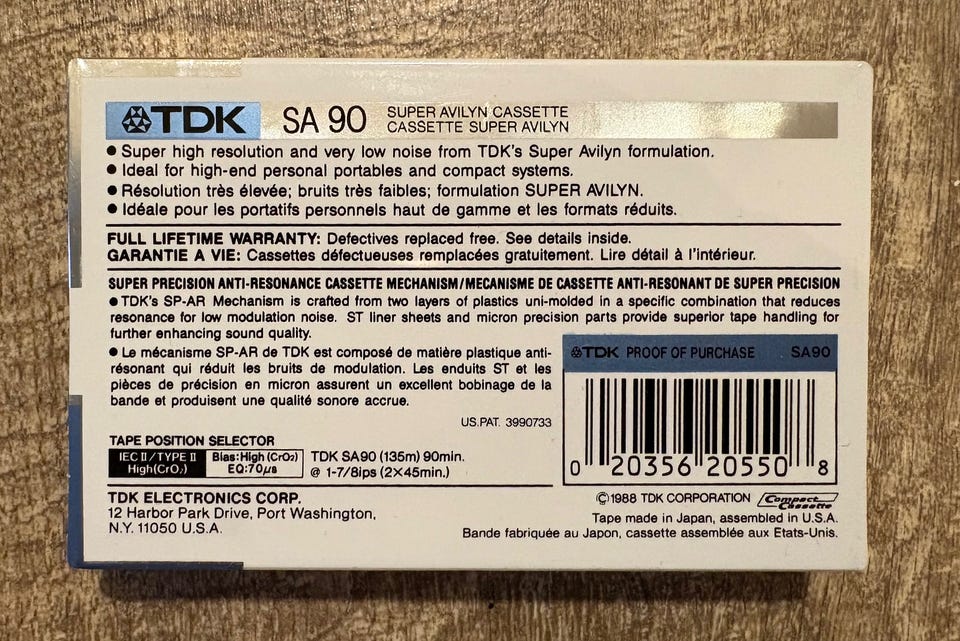 TDK SA 90 SUPER AVILYN CASSETTE
CASSETTE SUPER AVILYN
● Super high resolution and very low noise from TDK's Super Avilyn formulation.
● Ideal for high-end personal portables and compact systems.
● Résolution très élevée; bruits très faibles; formulation SUPER AVILYN.
● Idéale pour les portatifs personnels haut de gamme et les formats réduits.
FULL LIFETIME WARRANTY: Defectives replaced free. See details inside.
GARANTIE A VIE: Cassettes défectueuses remplacées gratuitement. Lire détail à l'intérieur.
SUPER PRECISION ANTI-RESONANCE CASSETTE MECHANISM/MECANISME DE CASSETTE ANTI-RESONANT DE SUPER PRECISION
● TDK's SP-AR Mechanism is crafted from two layers of plastics uni-molded in a specific combination that reduces
resonance for low modulation noise. ST liner sheets and micron precision parts provide superior tape handling for
further enhancing sound quality.
● Le mécanisme SP-AR de TDK est composé de matière plastique anti-
résonant qui réduit les bruits de modulation. Les enduits ST et les
pièces de précision en micron assurent un excellent bobinage de la
bande et produisent une qualité sonore accrue.
US.PAT. 3990733
TDK PROOF OF PURCHASE SA90
0 20356 20550 8
TAPE POSITION SELECTOR
IEC II/TYPE II
High(CrO₂)
Bias:High(CrO₂)
EQ:70μs
TDK SA90 (135m) 90min.
@ 1-7/8ips (2×45min.)
TDK ELECTRONICS CORP.
12 Harbor Park Drive, Port Washington,
N.Y. 11050 U.S.A.
©1988 TDK CORPORATION Compact Cassette
Tape made in Japan, assembled in U.S.A.
Bande fabriquée au Japon, cassette assemblée aux Etats-Unis.